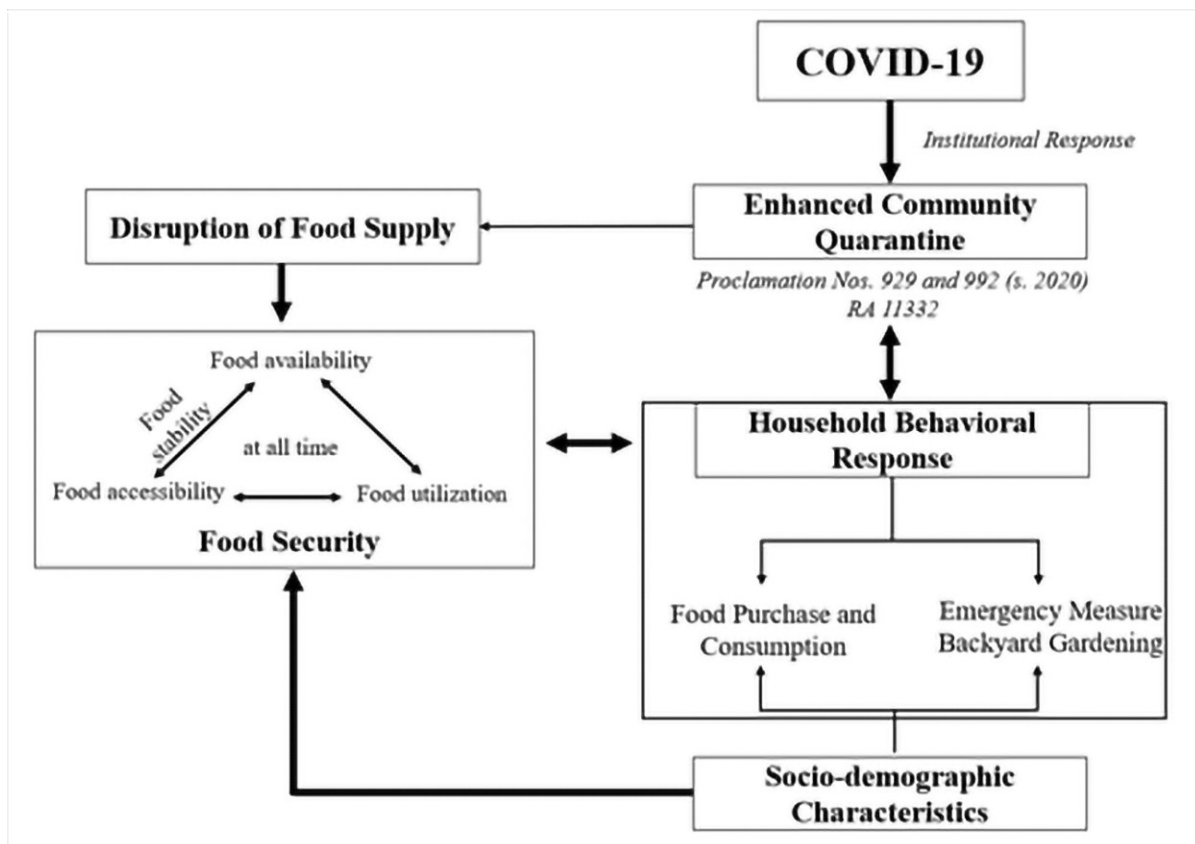 COVID-19
Institutional Response
Enhanced Community
Quarantine
Proclamation Nos. 929 and 992 (s. 2020)
RA 11332
Disruption of Food Supply
Food availability
Food
stability
at all time
Food accessibility
Food utilization
Food Security
Household Behavioral
Response
Food Purchase and
Consumption
Emergency Measure
Backyard Gardening
Socio-demographic
Characteristics